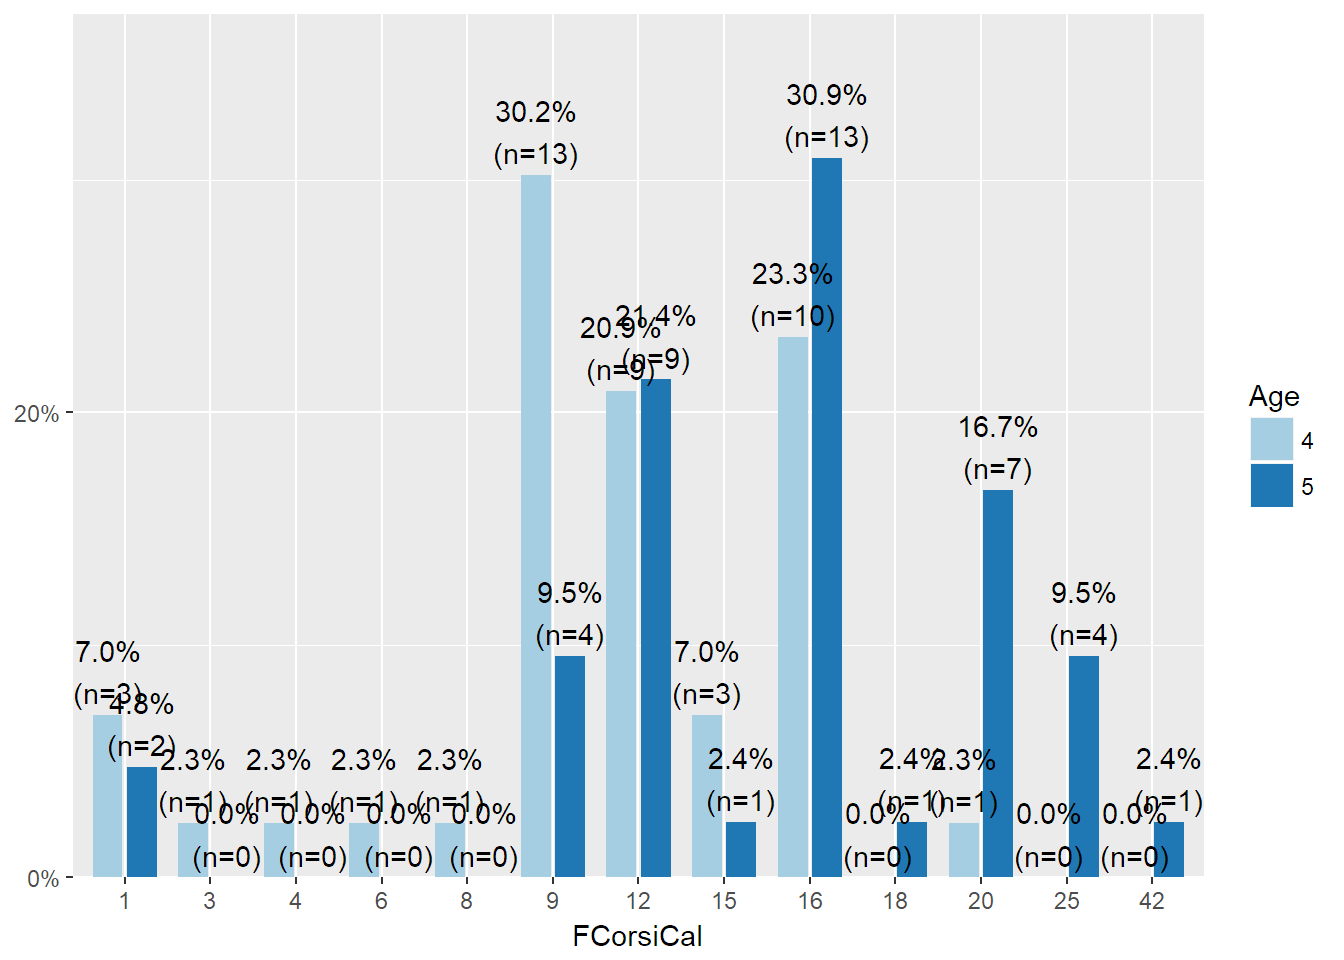 30.9%
(n=13)
30.2%
(n=13)
23.3%
(n=10)
21.4%
(n=9)
20.9%
(n=9)
20%
16.7%
(n=7)
9.5%
(n=4)
9.5%
(n=4)
7.0%
(n=3)
7.0%
(n=3)
4.8%
(n=2)
2.3%
(n=1)
2.3%
(n=1)
2.3%
(n=1)
2.3%
(n=1)
2.4%
(n=1)
2.4%
(n=1)
2.3%
(n=1)
2.4%
(n=1)
0.0%
(n=0)
0.0%
(n=0)
0.0%
(n=0)
0.0%
(n=0)
0.0%
(n=0)
0.0%
(n=0)
0.0%
(n=0)
0%
1 3 4 6 8 9 12 15 16 18 20 25 42
FCorsiCal
Age
4
5